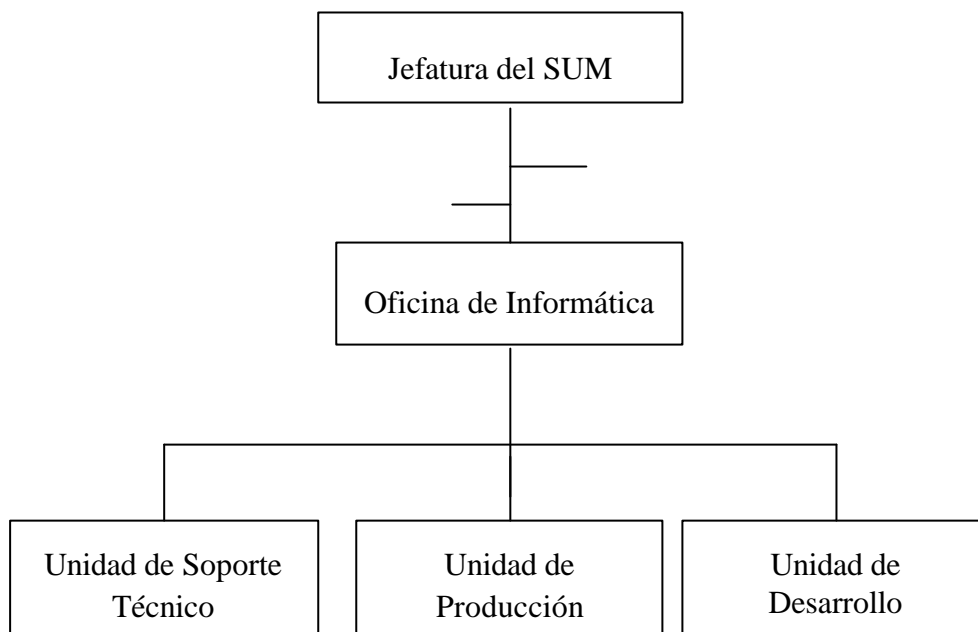 Jefatura del SUM
Oficina de Informática
Unidad de Soporte
Técnico
Unidad de
Producción
Unidad de
Desarrollo